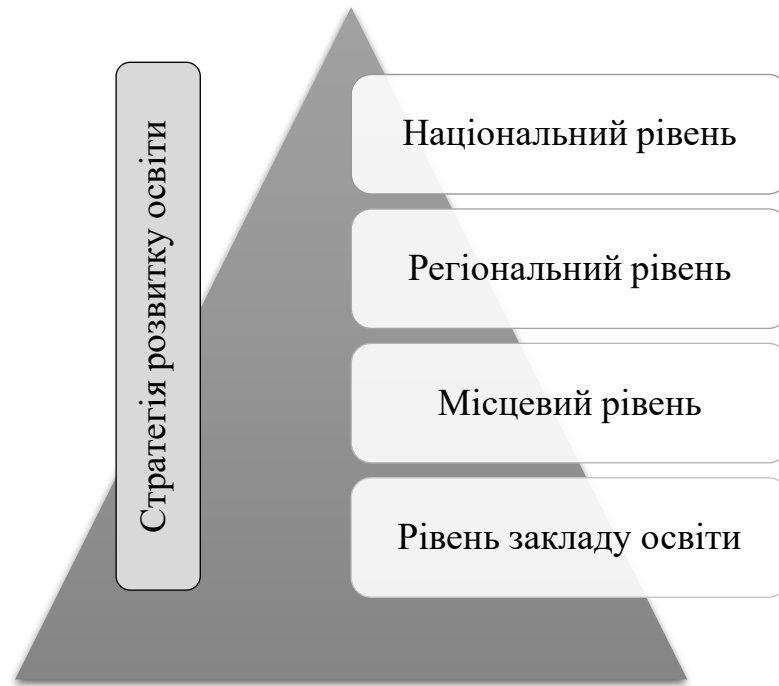 Стратегія розвитку освіти
Національний рівень
Регіональний рівень
Місцевий рівень
Рівень закладу освіти